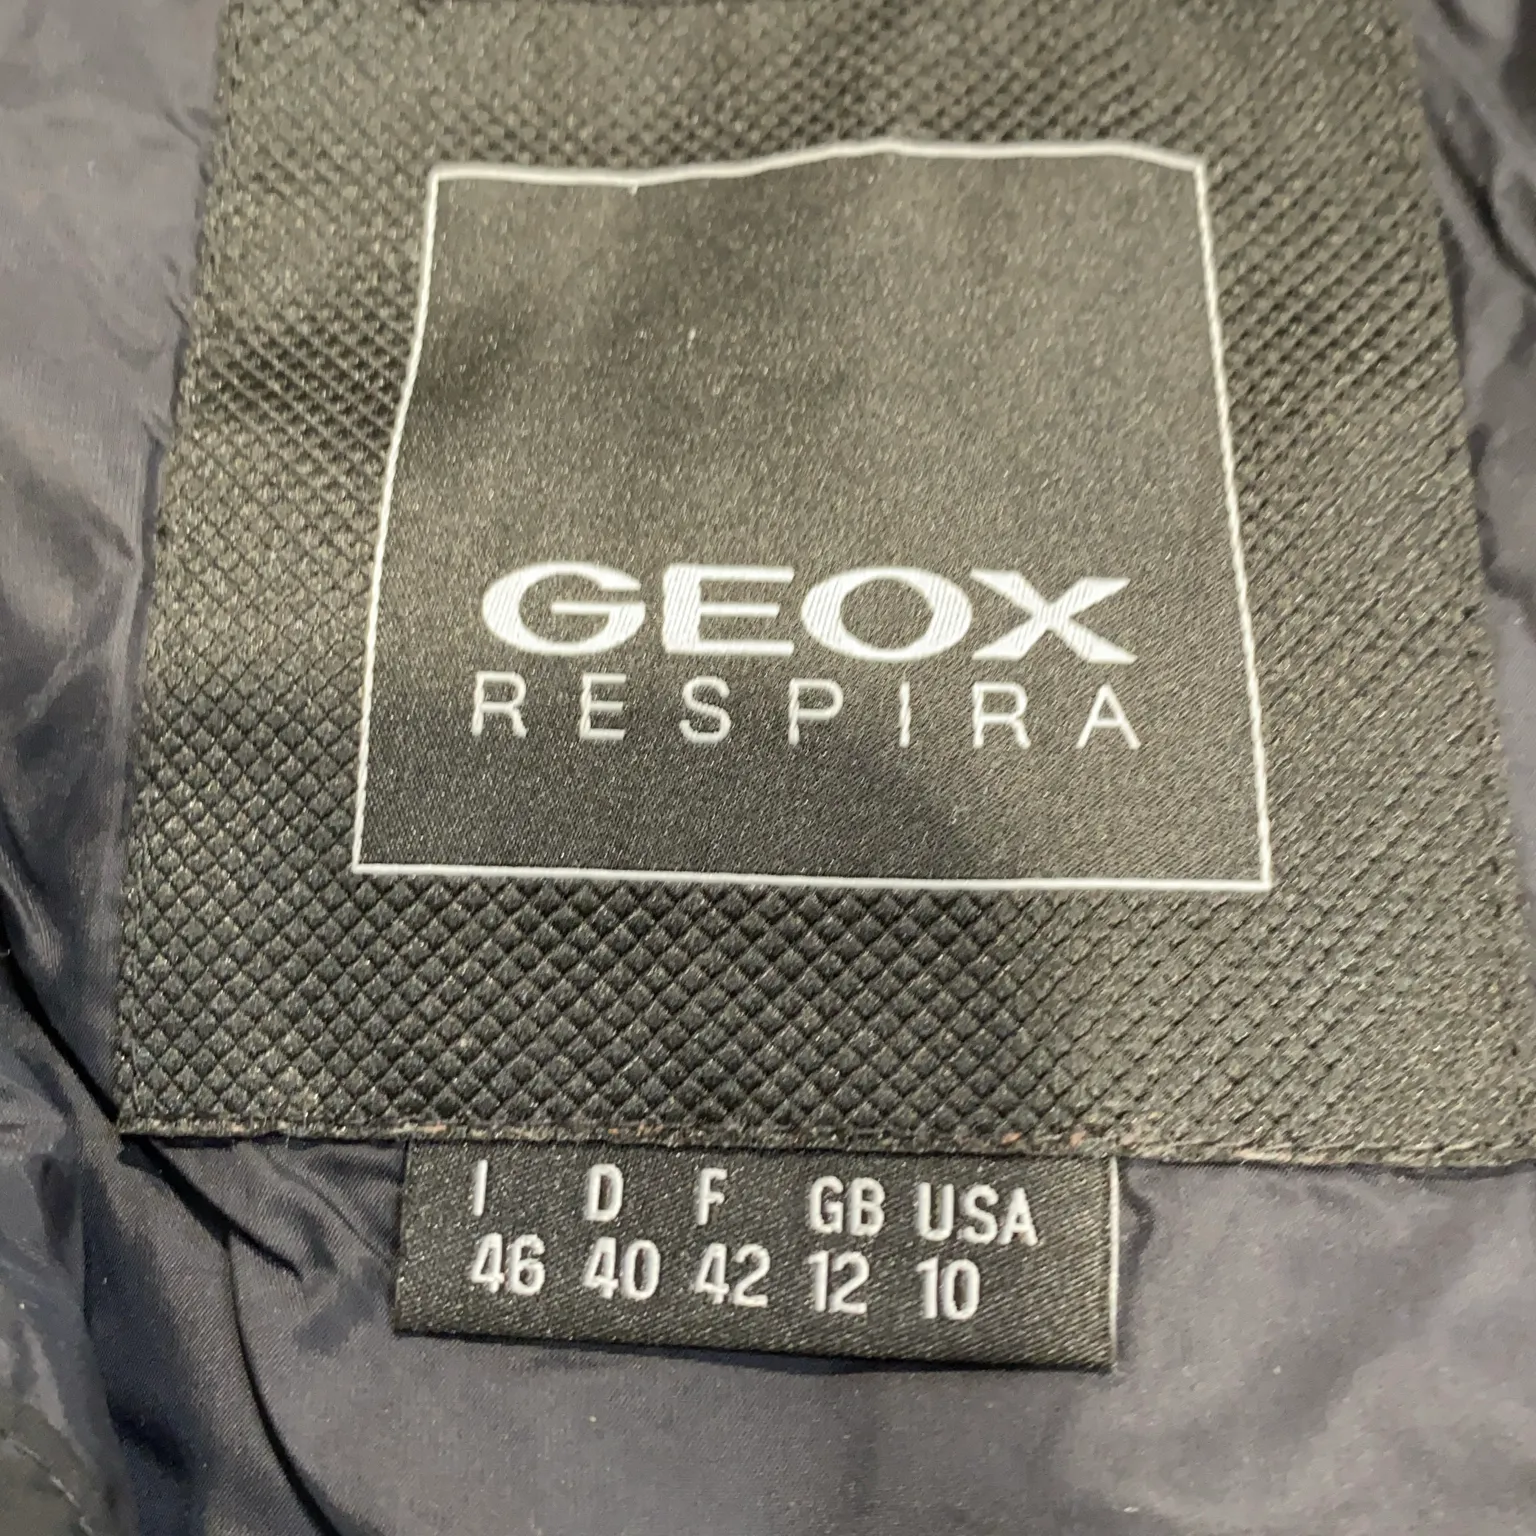 GEOX
RESPIRA
I D F GB USA
46 40 42 12 10